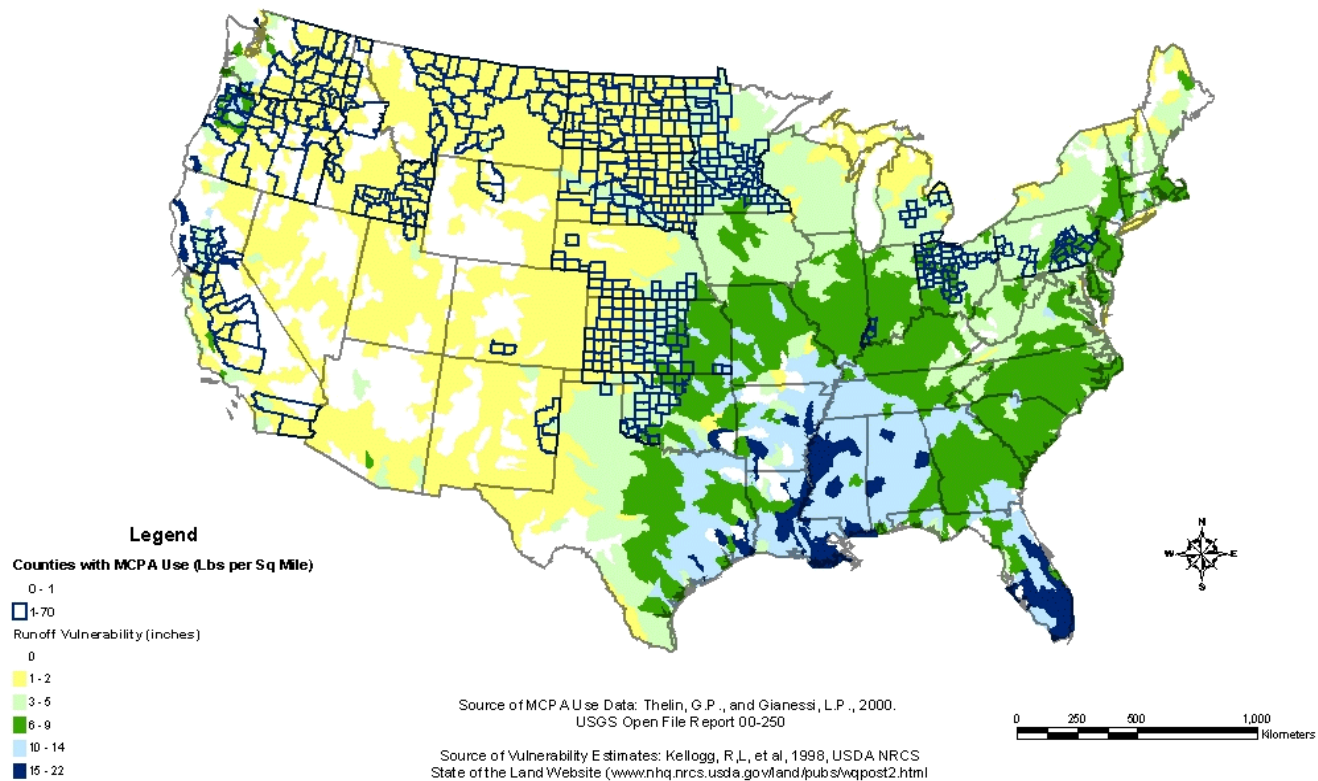 Legend
Counties with MCPA Use (Lbs per Sq Mile)
0 - 1
1-70
Runoff Vulnerability (inches)
0
1 - 2
3 - 5
6 - 9
10 - 14
15 - 22
Source of MCPA Use Data: Thelin, G.P., and Gianessi, L.P., 2000.
USGS Open File Report 00-250
Source of Vulnerability Estimates: Kellogg, R,L, et al, 1998, USDA NRCS
State of the Land Website (www.nhq.nrcs.usda.gov/land/pubs/wqpost2.html
N
W E
S
0 250 500 1,000
Kilometers